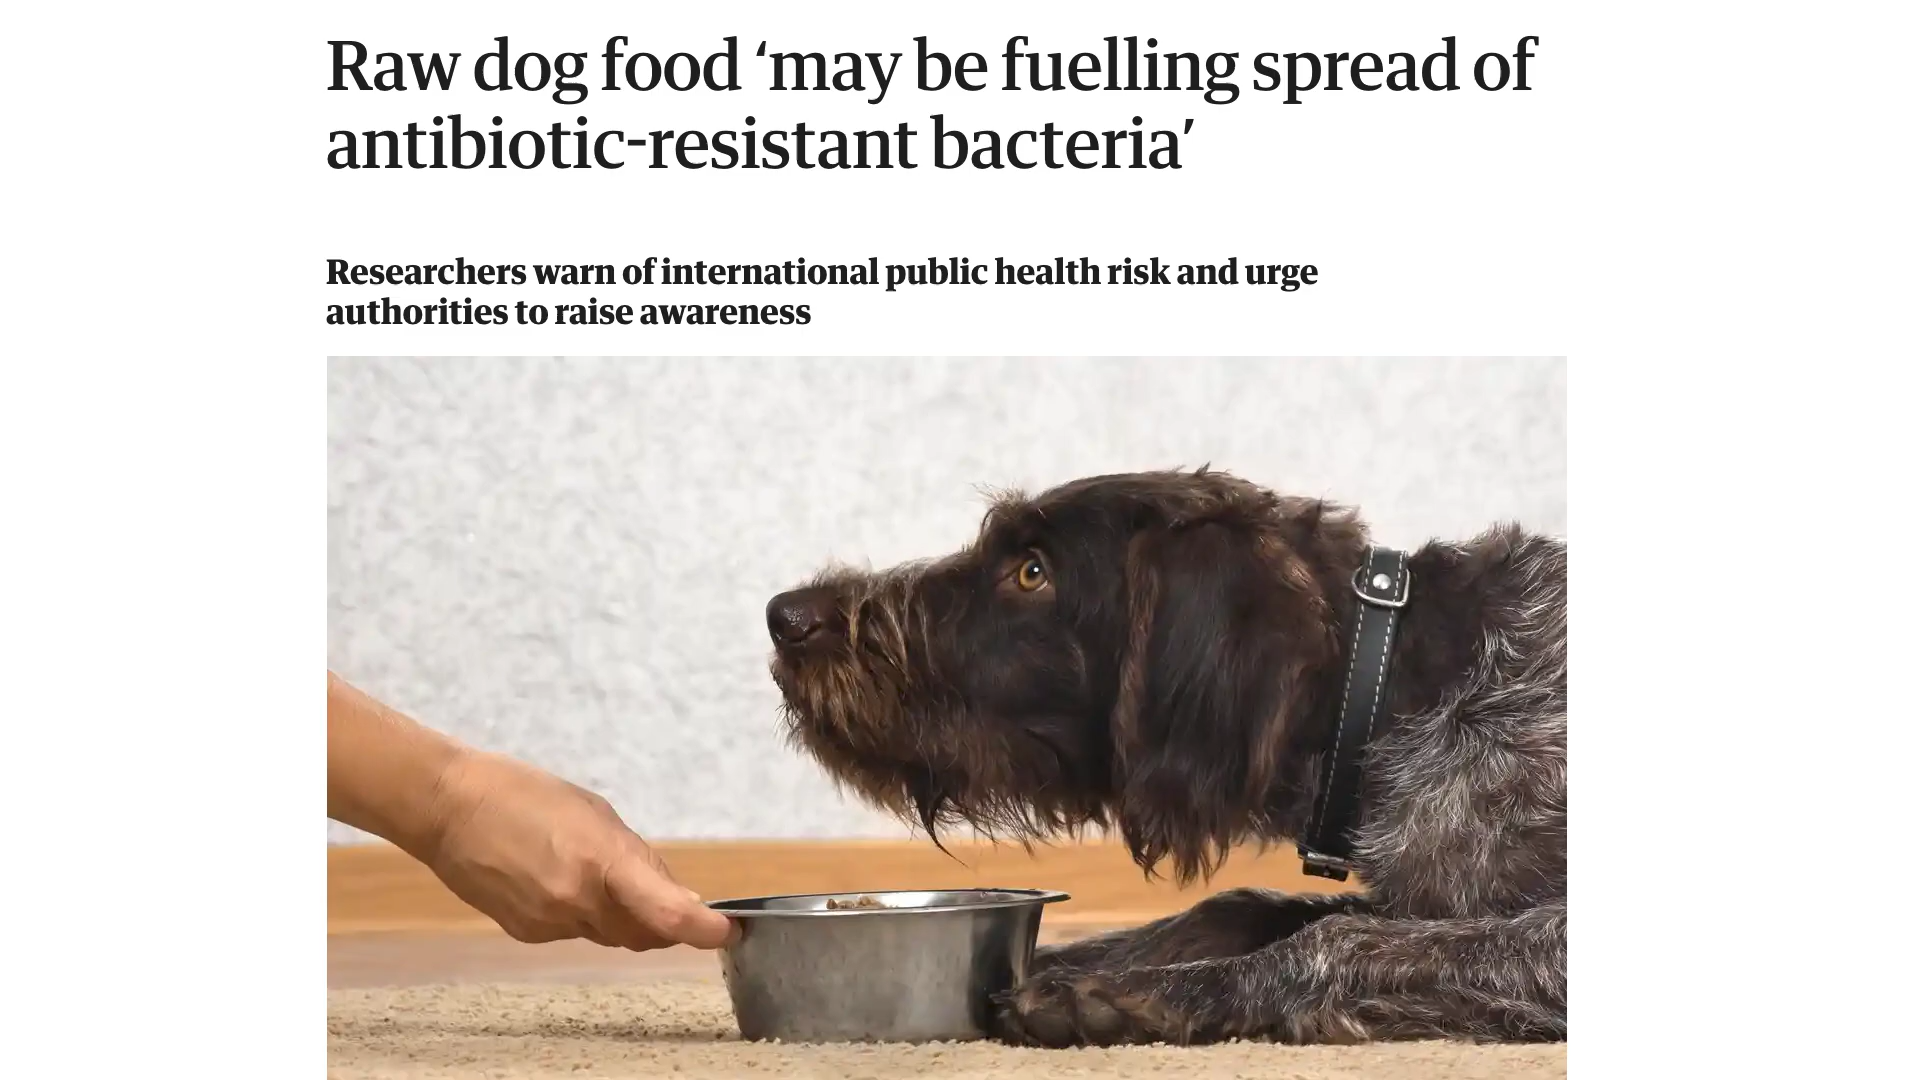 Raw dog food ‘may be fuelling spread of
antibiotic-resistant bacteria’
Researchers warn of international public health risk and urge
authorities to raise awareness